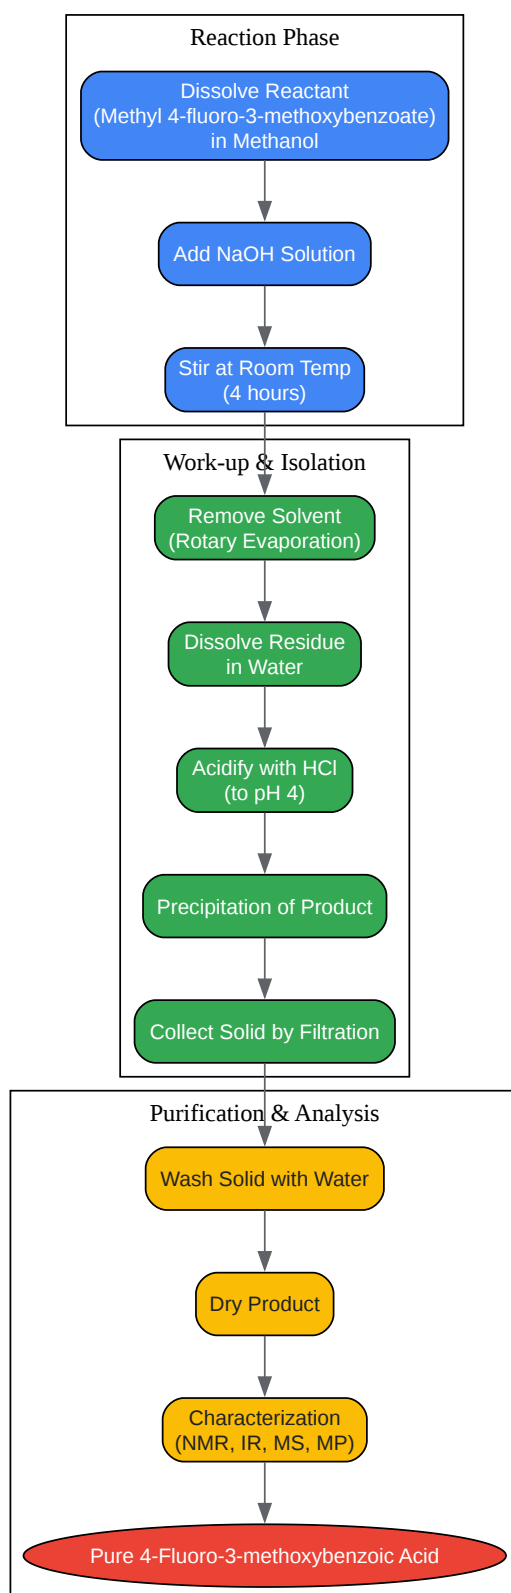 Reaction Phase
Dissolve Reactant
(Methyl 4-fluoro-3-methoxybenzoate)
in Methanol
Add NaOH Solution
Stir at Room Temp
(4 hours)
Work-up & Isolation
Remove Solvent
(Rotary Evaporation)
Dissolve Residue
in Water
Acidify with HCl
(to pH 4)
Precipitation of Product
Collect Solid by Filtration
Purification & Analysis
Wash Solid with Water
Dry Product
Characterization
(NMR, IR, MS, MP)
Pure 4-Fluoro-3-methoxybenzoic Acid